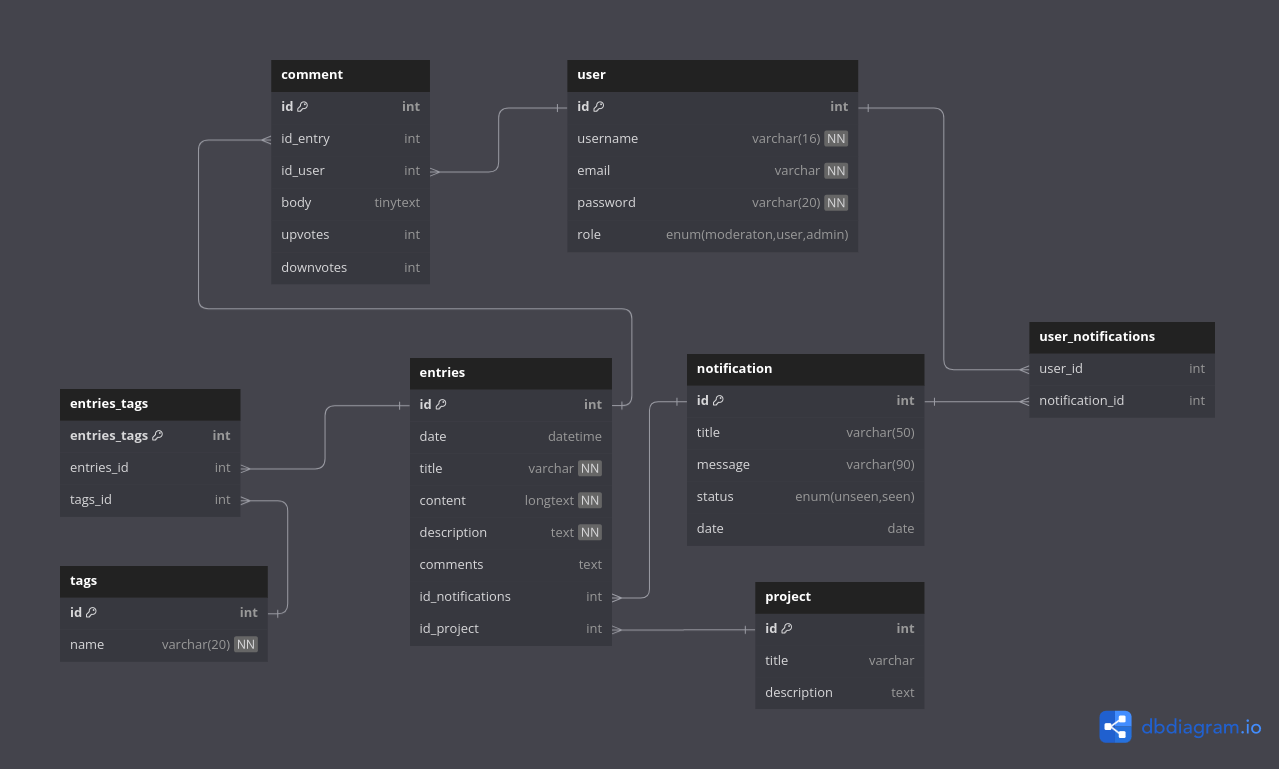 comment
id int
id_entry int
id_user int
body tinytext
upvotes int
downvotes int
user
id int
username varchar(16) NN
email varchar NN
password varchar(20) NN
role enum(moderaton,user,admin)
user_notifications
user_id int
notification_id int
entries
id int
date datetime
title varchar NN
content longtext NN
description text NN
comments text
id_notifications int
id_project int
notification
id int
title varchar(50)
message varchar(90)
status enum(unseen,seen)
date date
entries_tags
entries_tags int
entries_id int
tags_id int
tags
id int
name varchar(20) NN
project
id int
title varchar
description text
dbdiagram.io